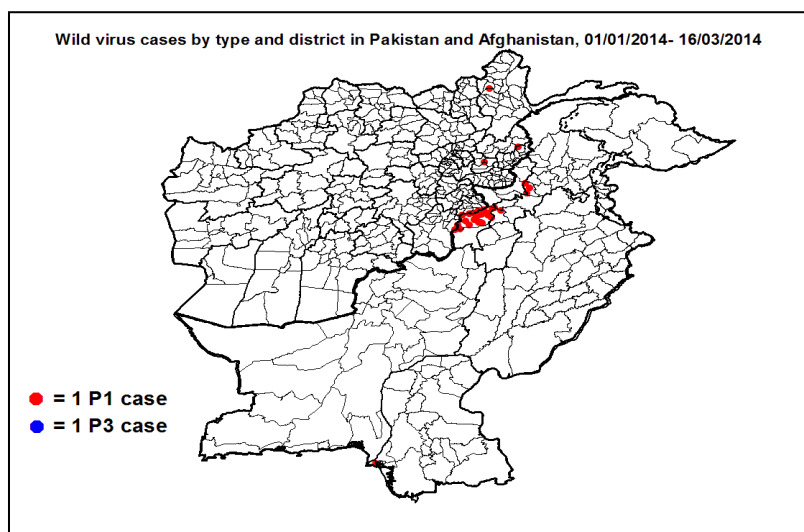 Wild virus cases by type and district in Pakistan and Afghanistan, 01/01/2014- 16/03/2014
= 1 P1 case
= 1 P3 case